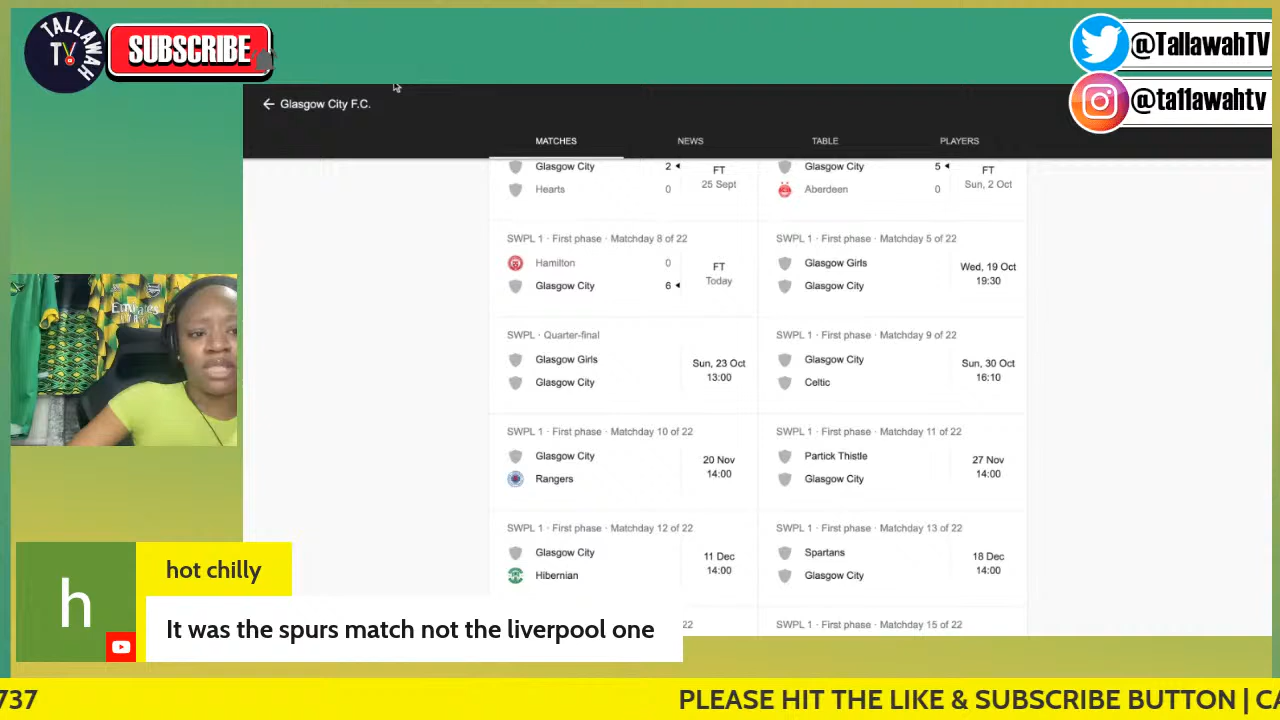 TALLAWAH
TV
SUBSCRIBE
@TallawahTV
@ta11awahtv
Glasgow City F.C.
MATCHES
NEWS
TABLE
PLAYERS
Glasgow City 2
Hearts 0
FT
25 Sept
Glasgow City 5
Aberdeen 0
FT
Sun, 2 Oct
SWPL 1 · First phase · Matchday 8 of 22
Hamilton 0
Glasgow City 6
FT
Today
SWPL 1 · First phase · Matchday 5 of 22
Glasgow Girls
Glasgow City
Wed, 19 Oct
19:30
SWPL · Quarter-final
Glasgow Girls
Glasgow City
Sun, 23 Oct
13:00
SWPL 1 · First phase · Matchday 9 of 22
Glasgow City
Celtic
Sun, 30 Oct
16:10
SWPL 1 · First phase · Matchday 10 of 22
Glasgow City
Rangers
20 Nov
14:00
SWPL 1 · First phase · Matchday 11 of 22
Partick Thistle
Glasgow City
27 Nov
14:00
SWPL 1 · First phase · Matchday 12 of 22
Glasgow City
Hibernian
11 Dec
14:00
SWPL 1 · First phase · Matchday 13 of 22
Spartans
Glasgow City
18 Dec
14:00
22
SWPL 1 · First phase · Matchday 15 of 22
Emirates
h
hot chilly
It was the spurs match not the liverpool one
737
PLEASE HIT THE LIKE & SUBSCRIBE BUTTON | CA